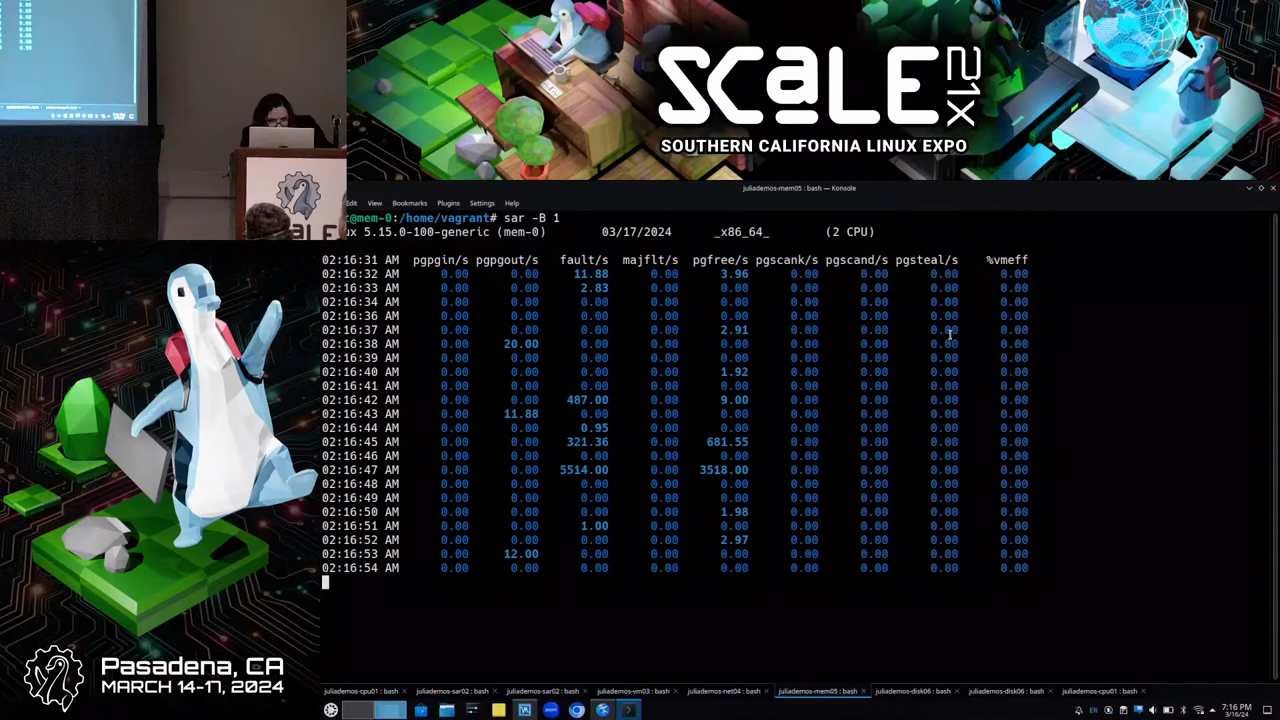 SCaLE 21X
SOUTHERN CALIFORNIA LINUX EXPO
juliademos-mem05 : bash — Konsole
Edit View Bookmarks Plugins Settings Help
@mem-0:/home/vagrant# sar -B 1
ux 5.15.0-100-generic (mem-0) 03/17/2024 _x86_64_ (2 CPU)
02:16:31 AM pgpgin/s pgpgout/s fault/s majflt/s pgfree/s pgscank/s pgscand/s pgsteal/s %vmeff
02:16:32 AM 0.00 0.00 11.88 0.00 3.96 0.00 0.00 0.00 0.00
02:16:33 AM 0.00 0.00 2.83 0.00 0.00 0.00 0.00 0.00 0.00
02:16:34 AM 0.00 0.00 0.00 0.00 0.00 0.00 0.00 0.00 0.00
02:16:36 AM 0.00 0.00 0.00 0.00 0.00 0.00 0.00 0.00 0.00
02:16:37 AM 0.00 0.00 0.00 0.00 2.91 0.00 0.00 0.00 0.00
02:16:38 AM 0.00 20.00 0.00 0.00 0.00 0.00 0.00 0.00 0.00
02:16:39 AM 0.00 0.00 0.00 0.00 0.00 0.00 0.00 0.00 0.00
02:16:40 AM 0.00 0.00 0.00 0.00 1.92 0.00 0.00 0.00 0.00
02:16:41 AM 0.00 0.00 0.00 0.00 0.00 0.00 0.00 0.00 0.00
02:16:42 AM 0.00 0.00 487.00 0.00 9.00 0.00 0.00 0.00 0.00
02:16:43 AM 0.00 11.88 0.00 0.00 0.00 0.00 0.00 0.00 0.00
02:16:44 AM 0.00 0.00 0.95 0.00 0.00 0.00 0.00 0.00 0.00
02:16:45 AM 0.00 0.00 321.36 0.00 681.55 0.00 0.00 0.00 0.00
02:16:46 AM 0.00 0.00 0.00 0.00 0.00 0.00 0.00 0.00 0.00
02:16:47 AM 0.00 0.00 5514.00 0.00 3518.00 0.00 0.00 0.00 0.00
02:16:48 AM 0.00 0.00 0.00 0.00 0.00 0.00 0.00 0.00 0.00
02:16:49 AM 0.00 0.00 0.00 0.00 0.00 0.00 0.00 0.00 0.00
02:16:50 AM 0.00 0.00 0.00 0.00 1.98 0.00 0.00 0.00 0.00
02:16:51 AM 0.00 0.00 1.00 0.00 0.00 0.00 0.00 0.00 0.00
02:16:52 AM 0.00 0.00 0.00 0.00 2.97 0.00 0.00 0.00 0.00
02:16:53 AM 0.00 12.00 0.00 0.00 0.00 0.00 0.00 0.00 0.00
02:16:54 AM 0.00 0.00 0.00 0.00 0.00 0.00 0.00 0.00 0.00
juliademos-cpu01 : bash juliademos-sar02 : bash juliademos-sar02 : bash juliademos-vm03 : bash juliademos-net04 : bash juliademos-mem05 : bash juliademos-disk06 : bash juliademos-disk06 : bash juliademos-cpu01 : bash
EN 7:16 PM
3/16/24
Pasadena, CA
MARCH 14-17, 2024